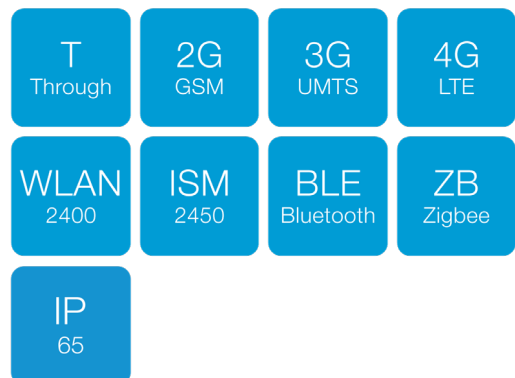 T
Through
2G
GSM
3G
UMTS
4G
LTE
WLAN
2400
ISM
2450
BLE
Bluetooth
ZB
Zigbee
IP
65